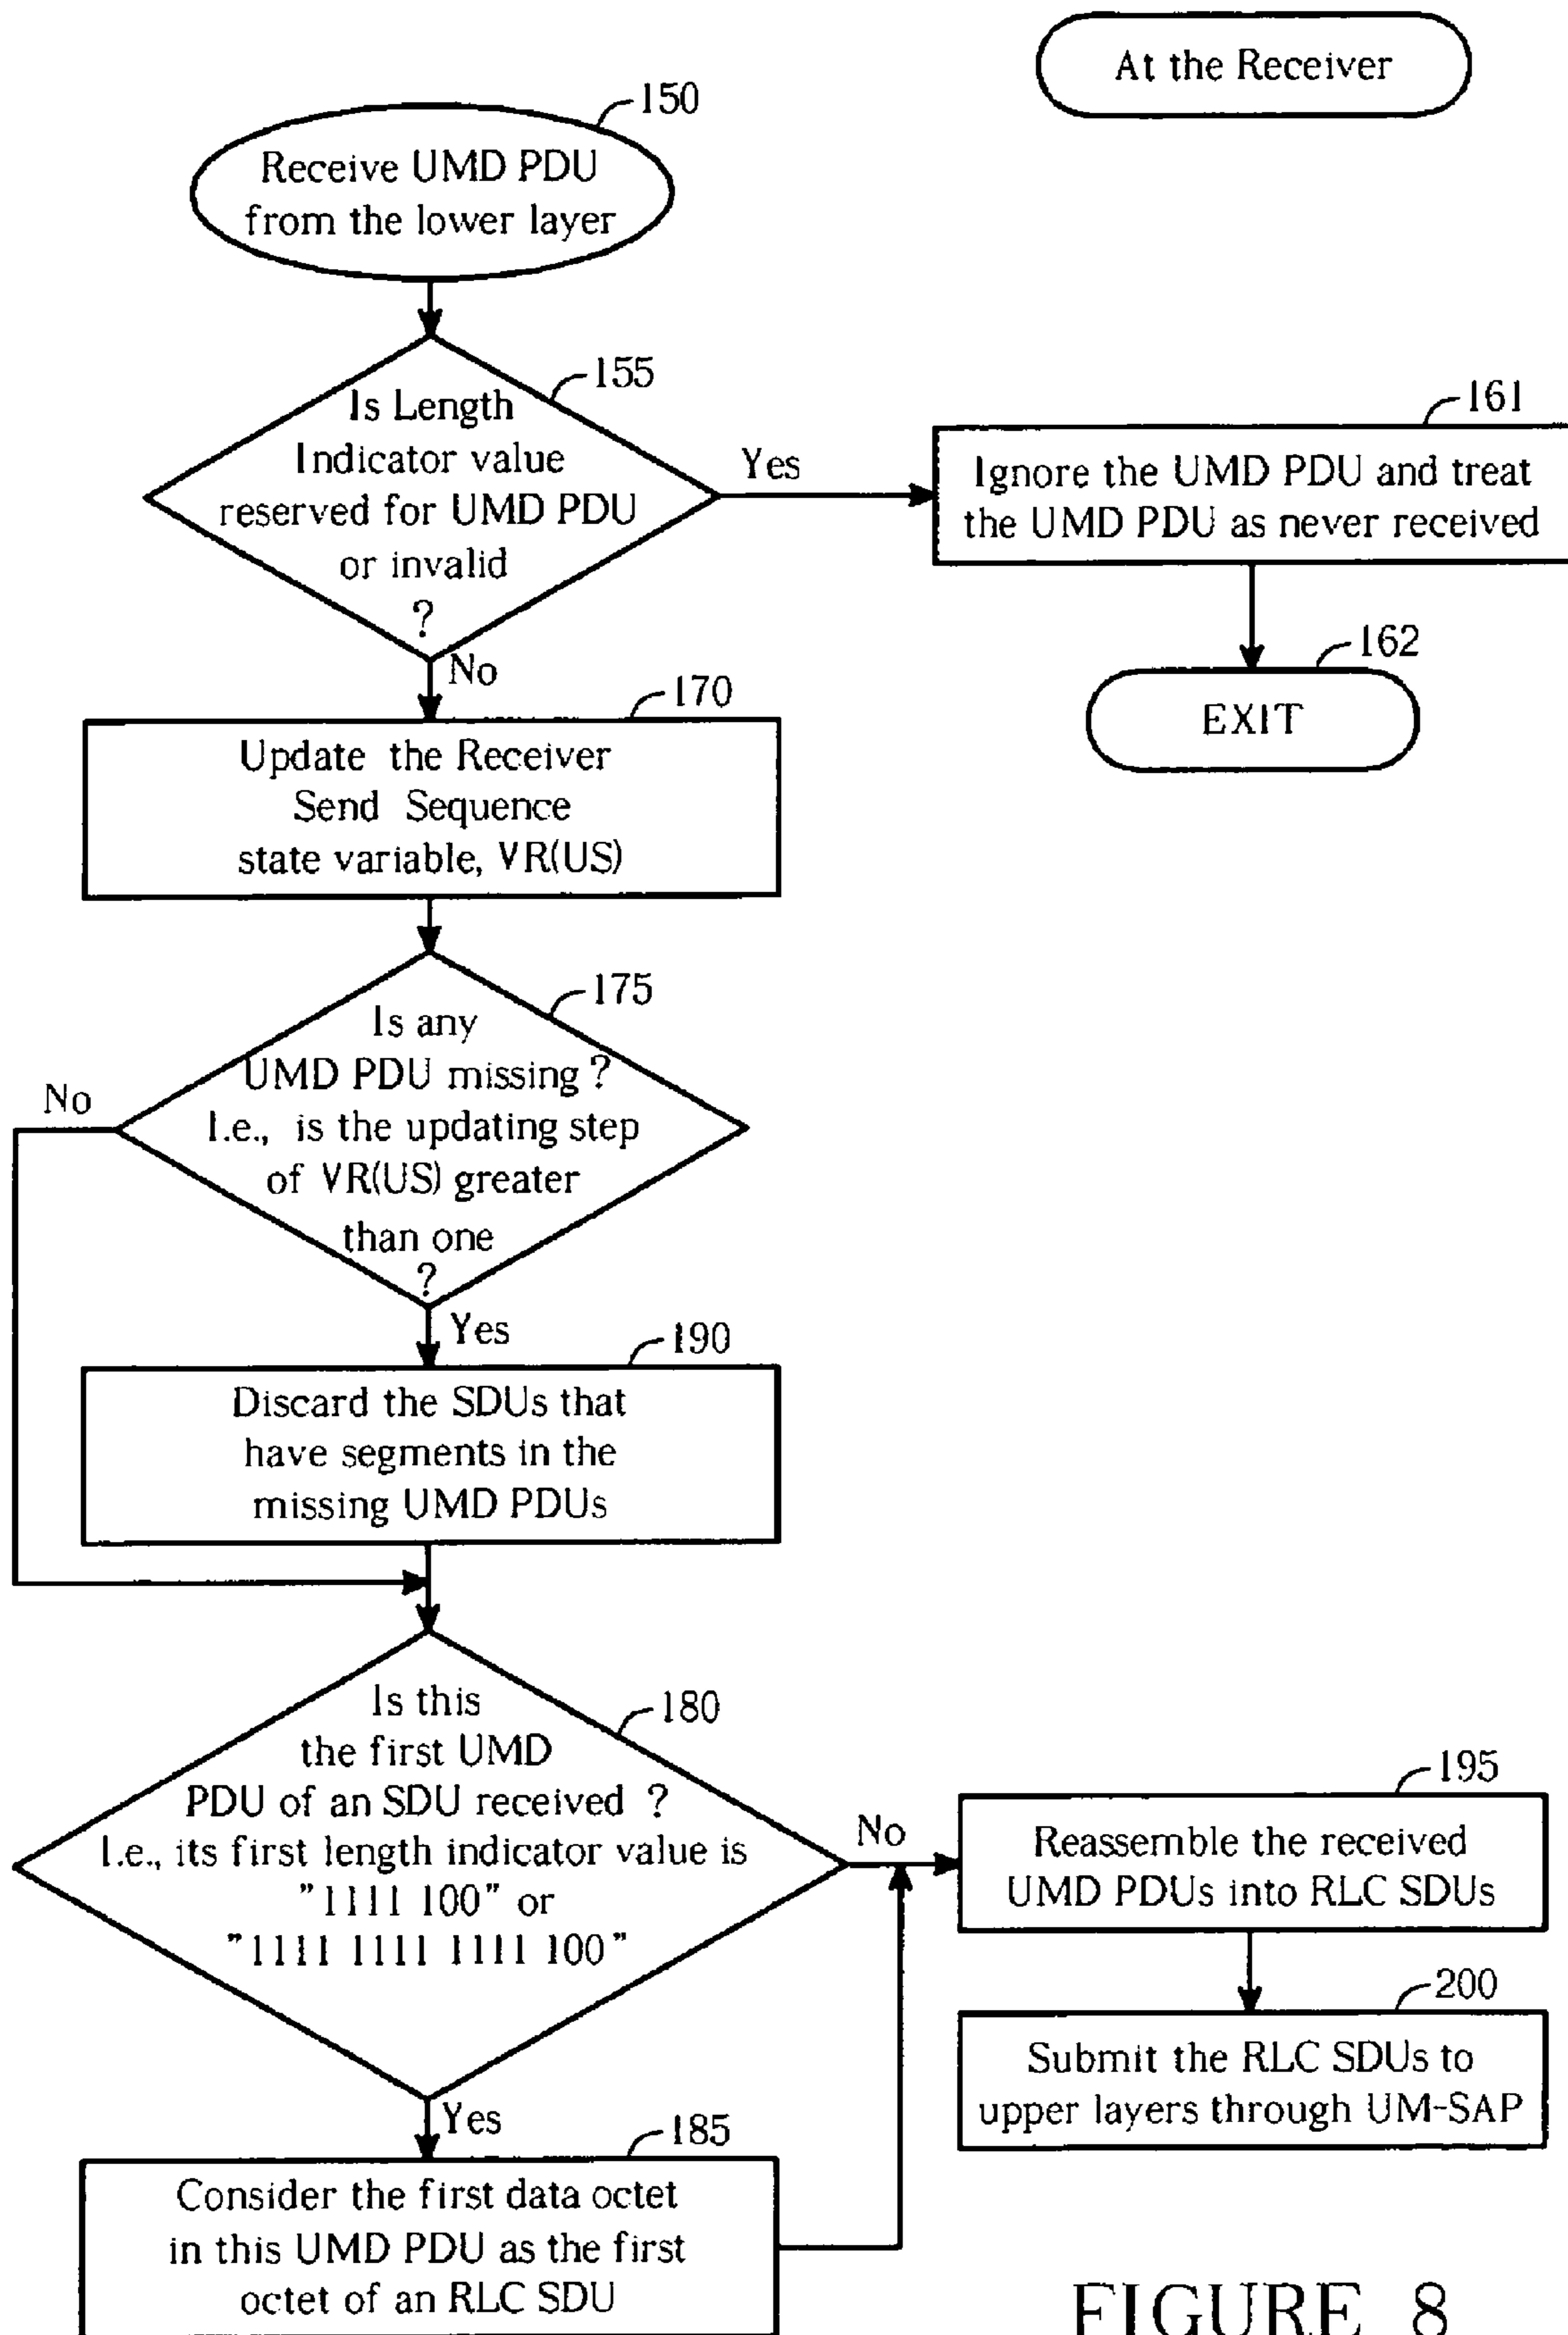 At the Receiver
150
Receive UMD PDU
from the lower layer
155
Is Length
Indicator value
reserved for UMD PDU
or invalid
?
Yes
161
Ignore the UMD PDU and treat
the UMD PDU as never received
162
EXIT
No
170
Update the Receiver
Send Sequence
state variable, VR(US)
175
Is any
UMD PDU missing ?
I.e., is the updating step
of VR(US) greater
than one
?
No
Yes
190
Discard the SDUs that
have segments in the
missing UMD PDUs
180
Is this
the first UMD
PDU of an SDU received ?
I.e., its first length indicator value is
"1111 100" or
"1111 1111 1111 100"
No
195
Reassemble the received
UMD PDUs into RLC SDUs
200
Submit the RLC SDUs to
upper layers through UM-SAP
Yes
185
Consider the first data octet
in this UMD PDU as the first
octet of an RLC SDU
FIGURE 8